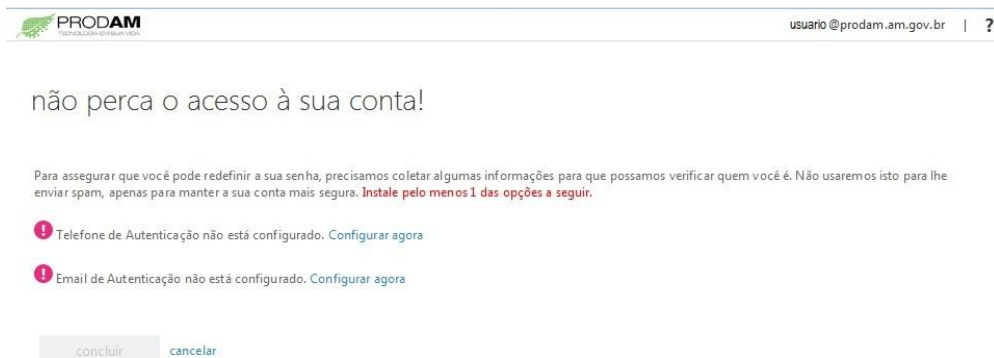 PRODAM
TECNOLOGIA EM SUA VIDA
usuario @prodam.am.gov.br | ?
não perca o acesso à sua conta!
Para assegurar que você pode redefinir a sua senha, precisamos coletar algumas informações para que possamos verificar quem você é. Não usaremos isto para lhe
enviar spam, apenas para manter a sua conta mais segura. Instale pelo menos 1 das opções a seguir.
! Telefone de Autenticação não está configurado. Configurar agora
! Email de Autenticação não está configurado. Configurar agora
concluir cancelar